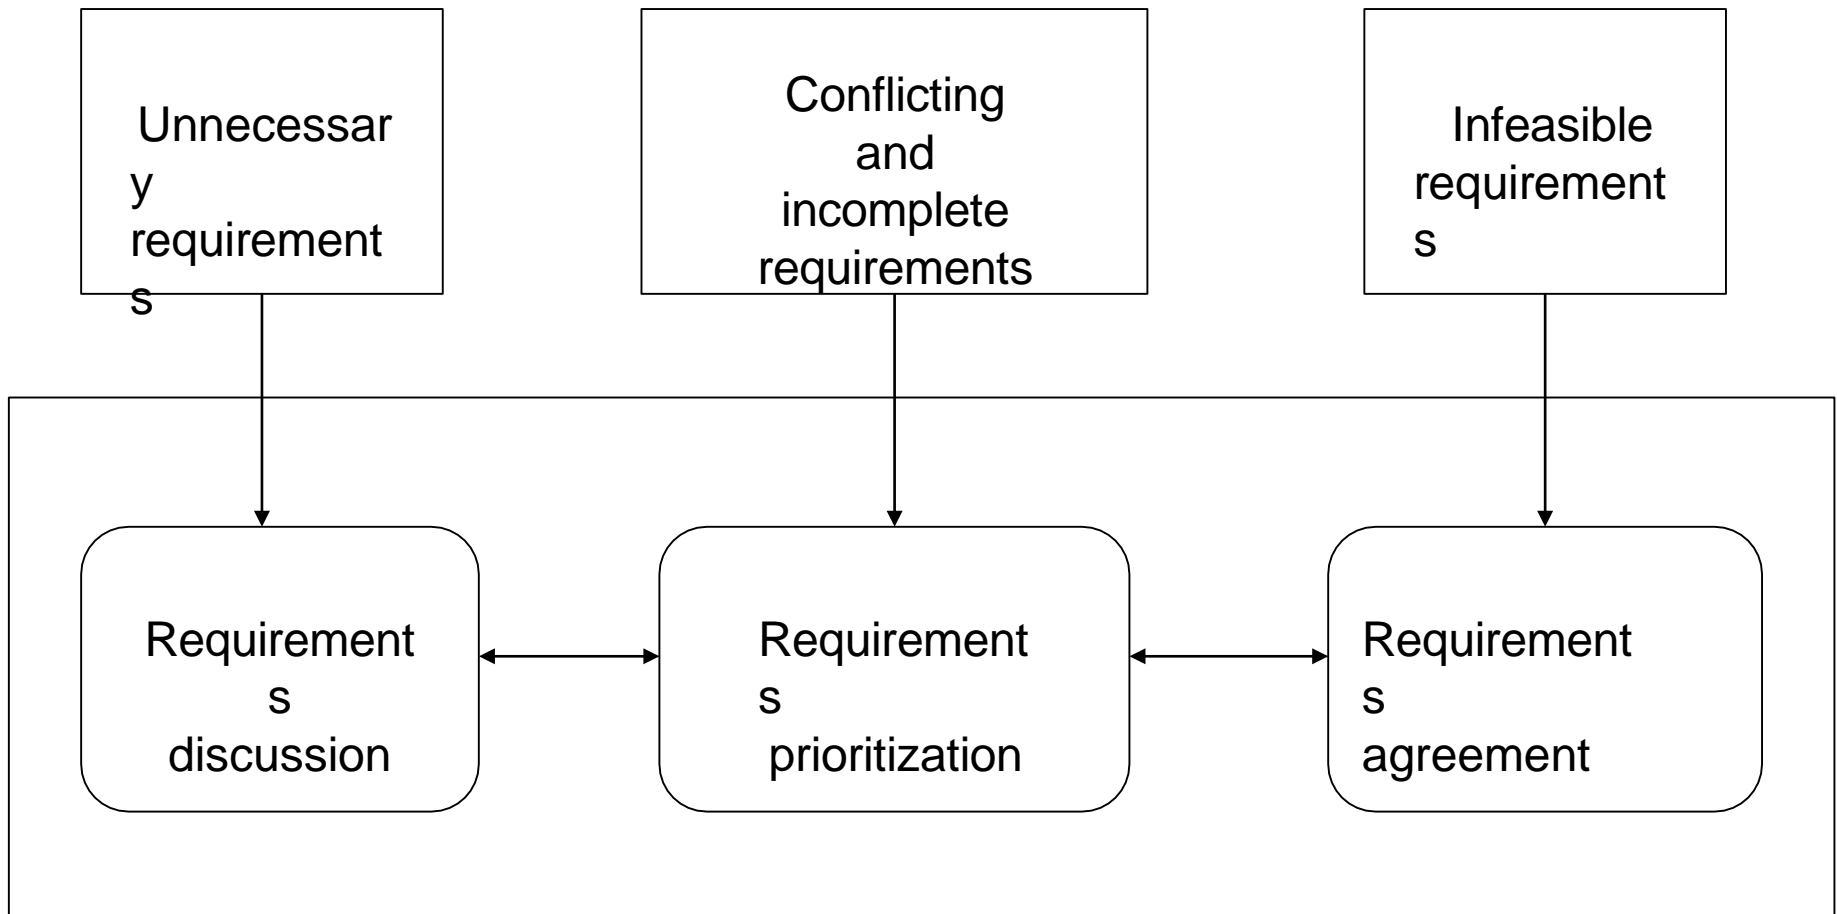 Unnecessar
y
requirement
s
Conflicting
and
incomplete
requirements
Infeasible
requirement
s
Requirement
s
discussion
Requirement
s
prioritization
Requirement
s
agreement